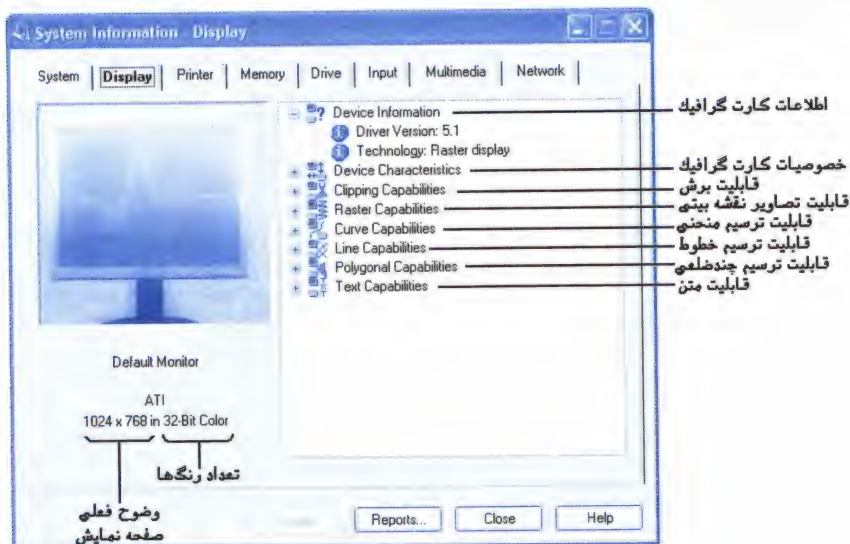 System Information - Display
System Display Printer Memory Drive Input Multimedia Network
Device Information
اطلاعات کارت گرافیك
Driver Version: 5.1
Technology: Raster display
Device Characteristics
خصوصیات کارت گرافیك
Clipping Capabilities
قابلیت برش
Raster Capabilities
قابلیت تصاویر نقشه بیتی
Curve Capabilities
قابلیت ترسیم منحنی
Line Capabilities
قابلیت ترسیم خطوط
Polygonal Capabilities
قابلیت ترسیم چندضلعی
Text Capabilities
قابلیت متن
Default Monitor
ATI
1024 x 768 in 32-Bit Color
تعداد رنگ‌ها
وضوح فعلی
صفحه نمایش
Reports... Close Help